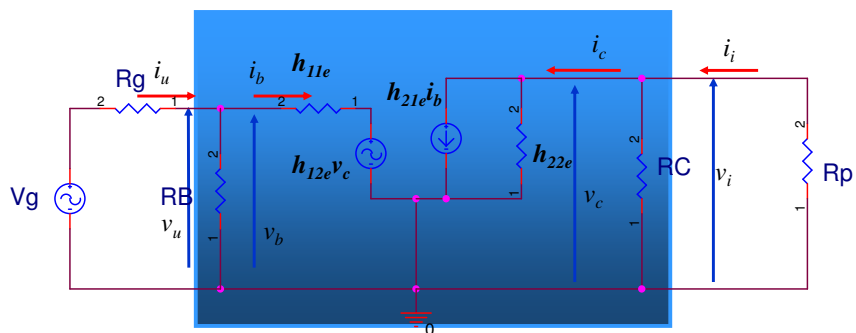 i_u
i_b
h_11e
i_c
i_i
Rg
2
1
2
1
h_21e i_b
2
2
2
h_12e v_c
h_22e
RC
v_i
Rp
Vg
2
RB
1
1
1
v_u
v_b
v_c
1
0